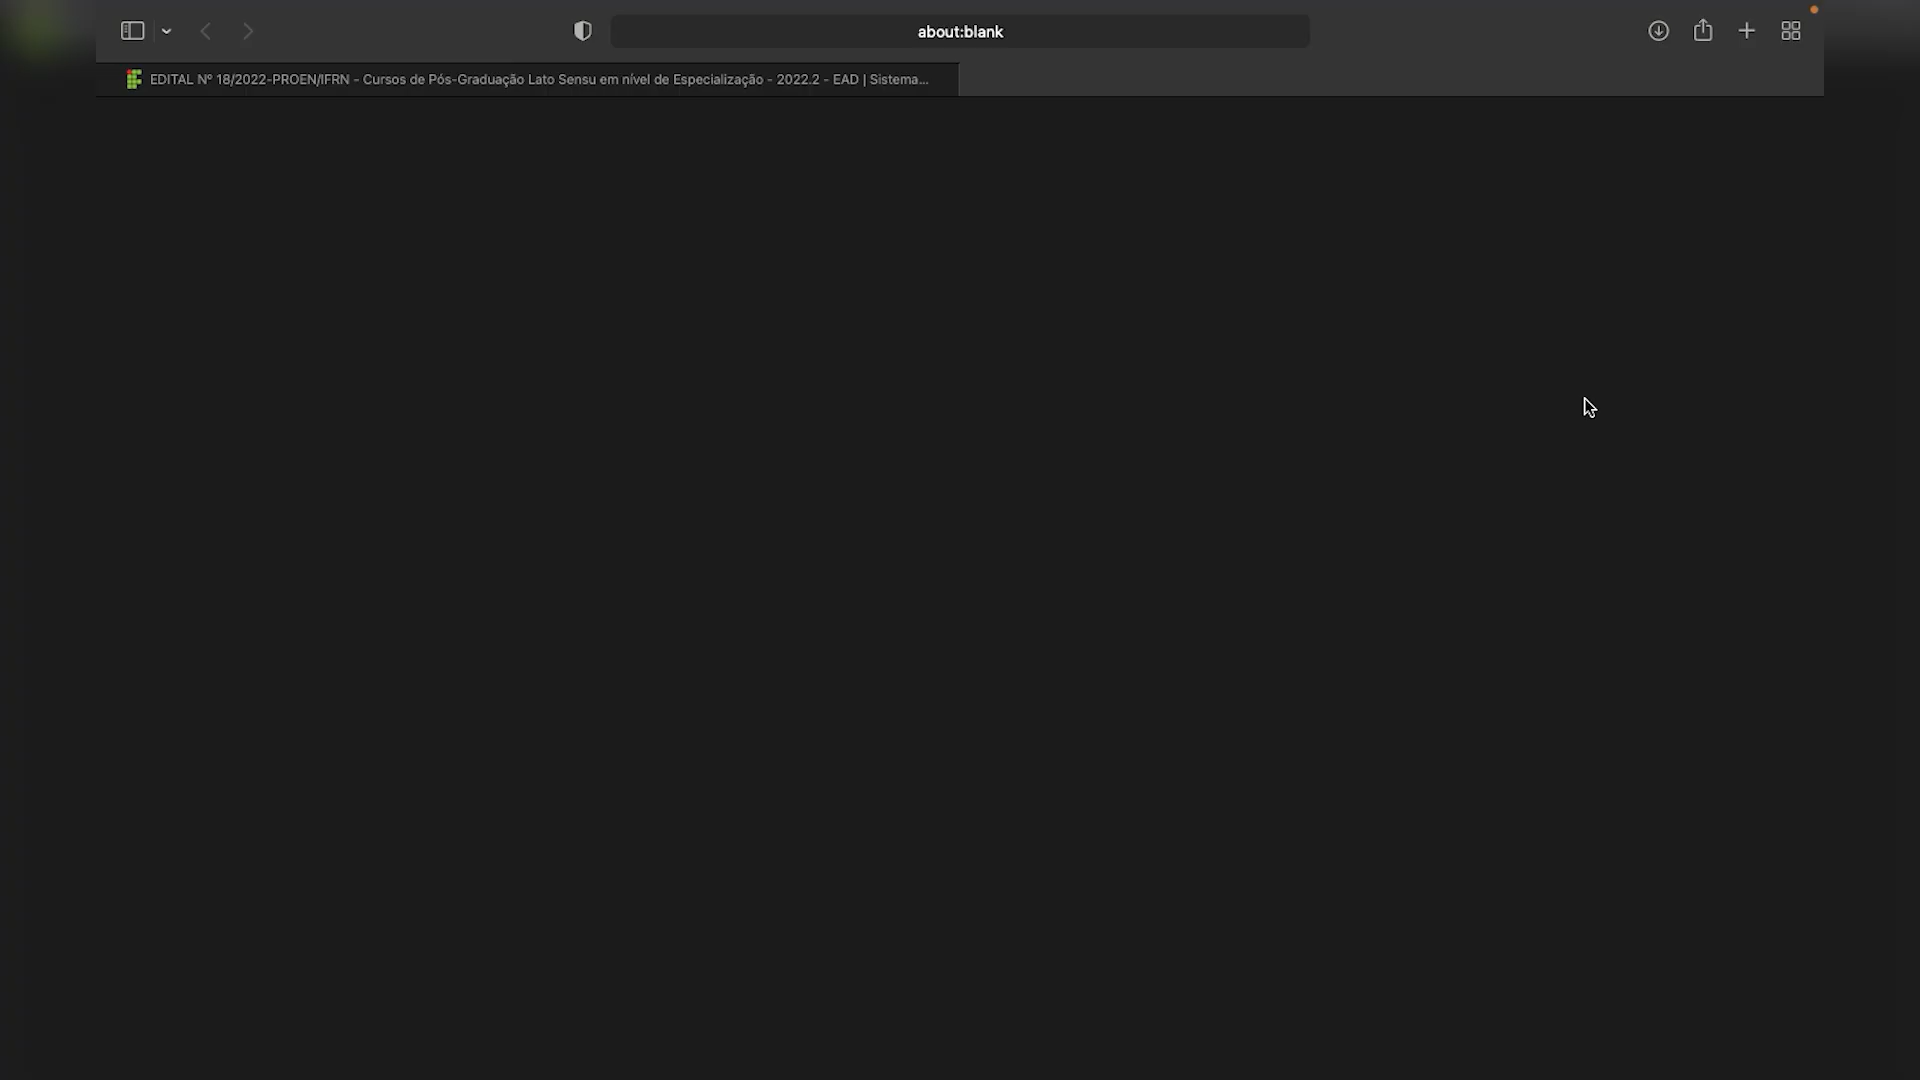 about:blank
EDITAL Nº 18/2022-PROEN/IFRN - Cursos de Pós-Graduação Lato Sensu em nível de Especialização - 2022.2 - EAD | Sistema...